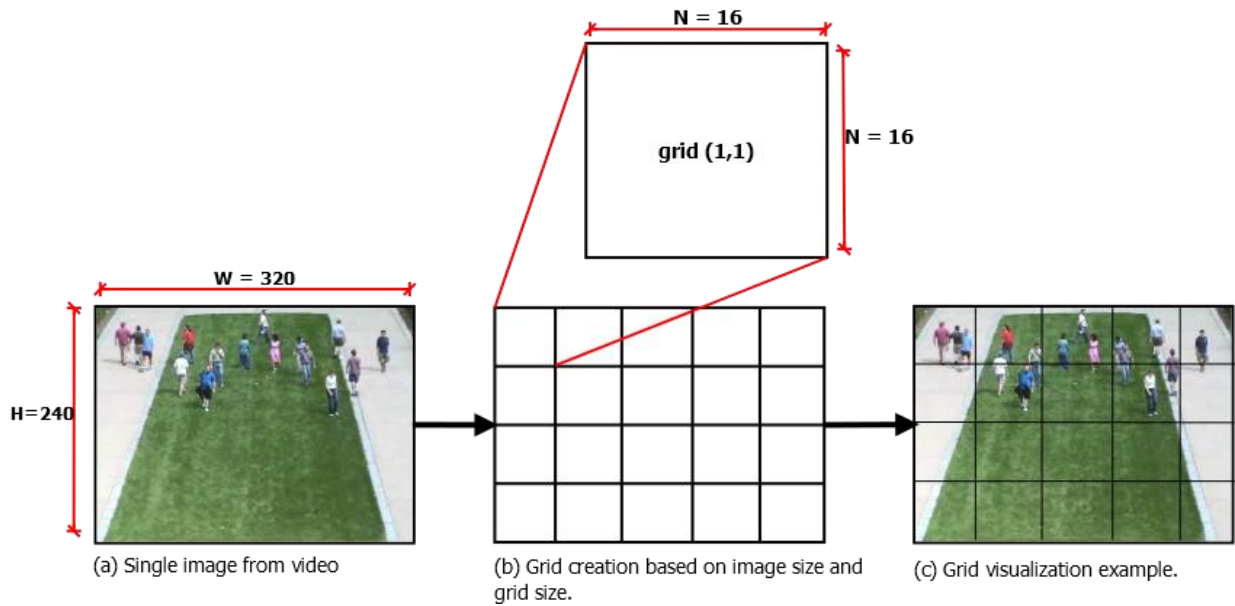 N = 16
N = 16
grid (1,1)
W = 320
H=240
(a) Single image from video
(b) Grid creation based on image size and
grid size.
(c) Grid visualization example.